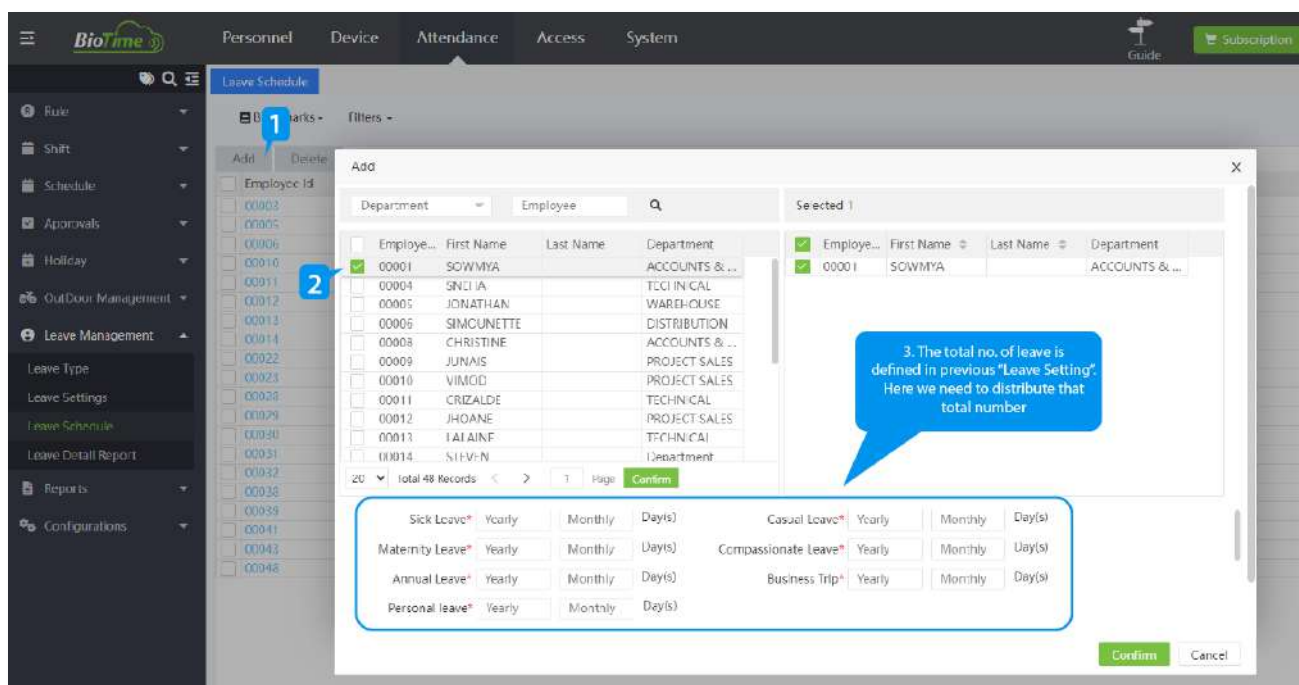 BioTime
Personnel Device Attendance Access System
Guide
Subscription
Leave Schedule
Rule
Shift
Schedule
Approvals
Holiday
OutDoor Management
Leave Management
Leave Type
Leave Settings
Leave Schedule
Leave Detail Report
Reports
Configurations
Filters
1
Add Delete
Employee Id
00003
00005
00006
00010
00011
00012
00013
00014
00022
00023
00028
00029
00030
00031
00032
00038
00039
00041
00043
00048
Add X
Department Employee
Selected 1
Employe... First Name Last Name Department
2
00001 SOWMYA ACCOUNTS & ...
00004 SNEHA TECHNICAL
00005 JONATHAN WAREHOUSE
00006 SIMOUNETTE DISTRIBUTION
00008 CHRISTINE ACCOUNTS & ...
00009 JUNAIS PROJECT SALES
00010 VIMOD PROJECT SALES
00011 CRIZALDE TECHNICAL
00012 JHOANE PROJECT SALES
00013 LALAINE TECHNICAL
00014 STEVEN Department
20 Total 48 Records < > 1 Page Confirm
Employe... First Name Last Name Department
00001 SOWMYA ACCOUNTS & ...
3. The total no. of leave is
defined in previous "Leave Setting".
Here we need to distribute that
total number
Sick Leave* Yearly Monthly Day(s) Casual Leave* Yearly Monthly Day(s)
Maternity Leave* Yearly Monthly Day(s) Compassionate Leave* Yearly Monthly Day(s)
Annual Leave* Yearly Monthly Day(s) Business Trip* Yearly Monthly Day(s)
Personal leave* Yearly Monthly Day(s)
Confirm Cancel